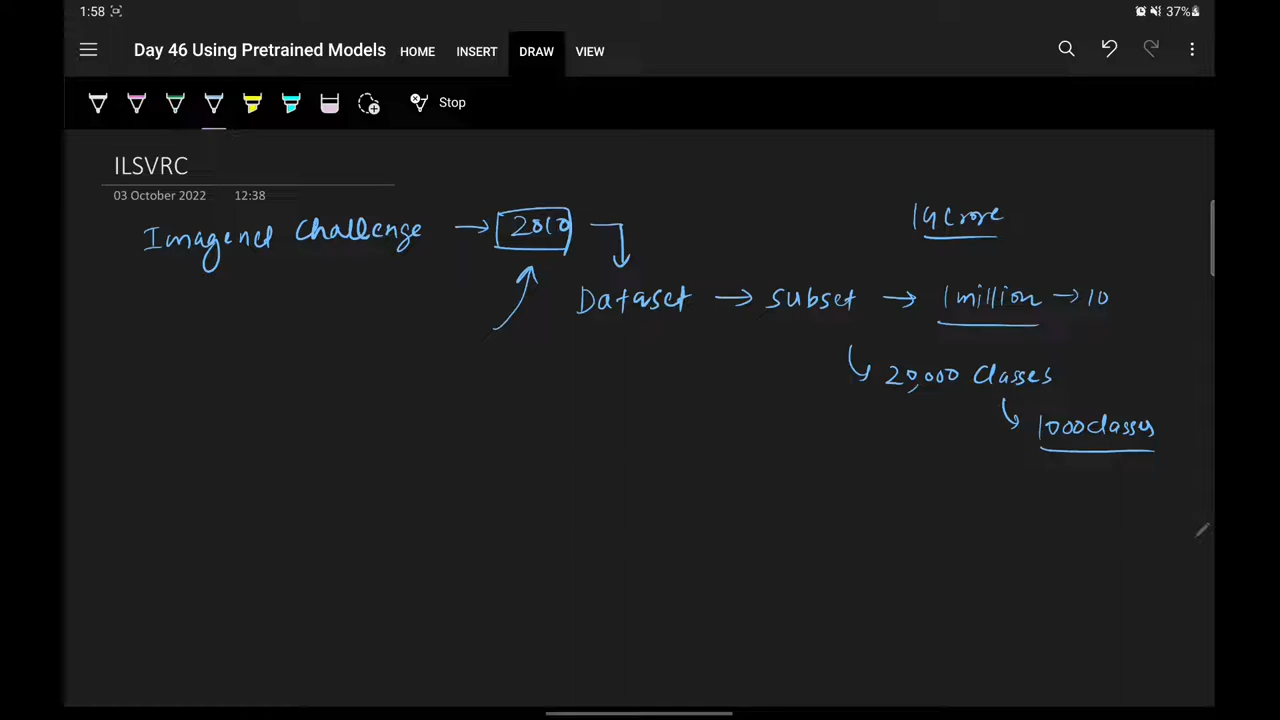 1:58 37%
Day 46 Using Pretrained Models HOME INSERT DRAW VIEW
Stop
ILSVRC
03 October 2022 12:38
Imagenet Challenge → 2010
14 crore
Dataset → subset → 1 million → 10
20,000 classes
1000 classes